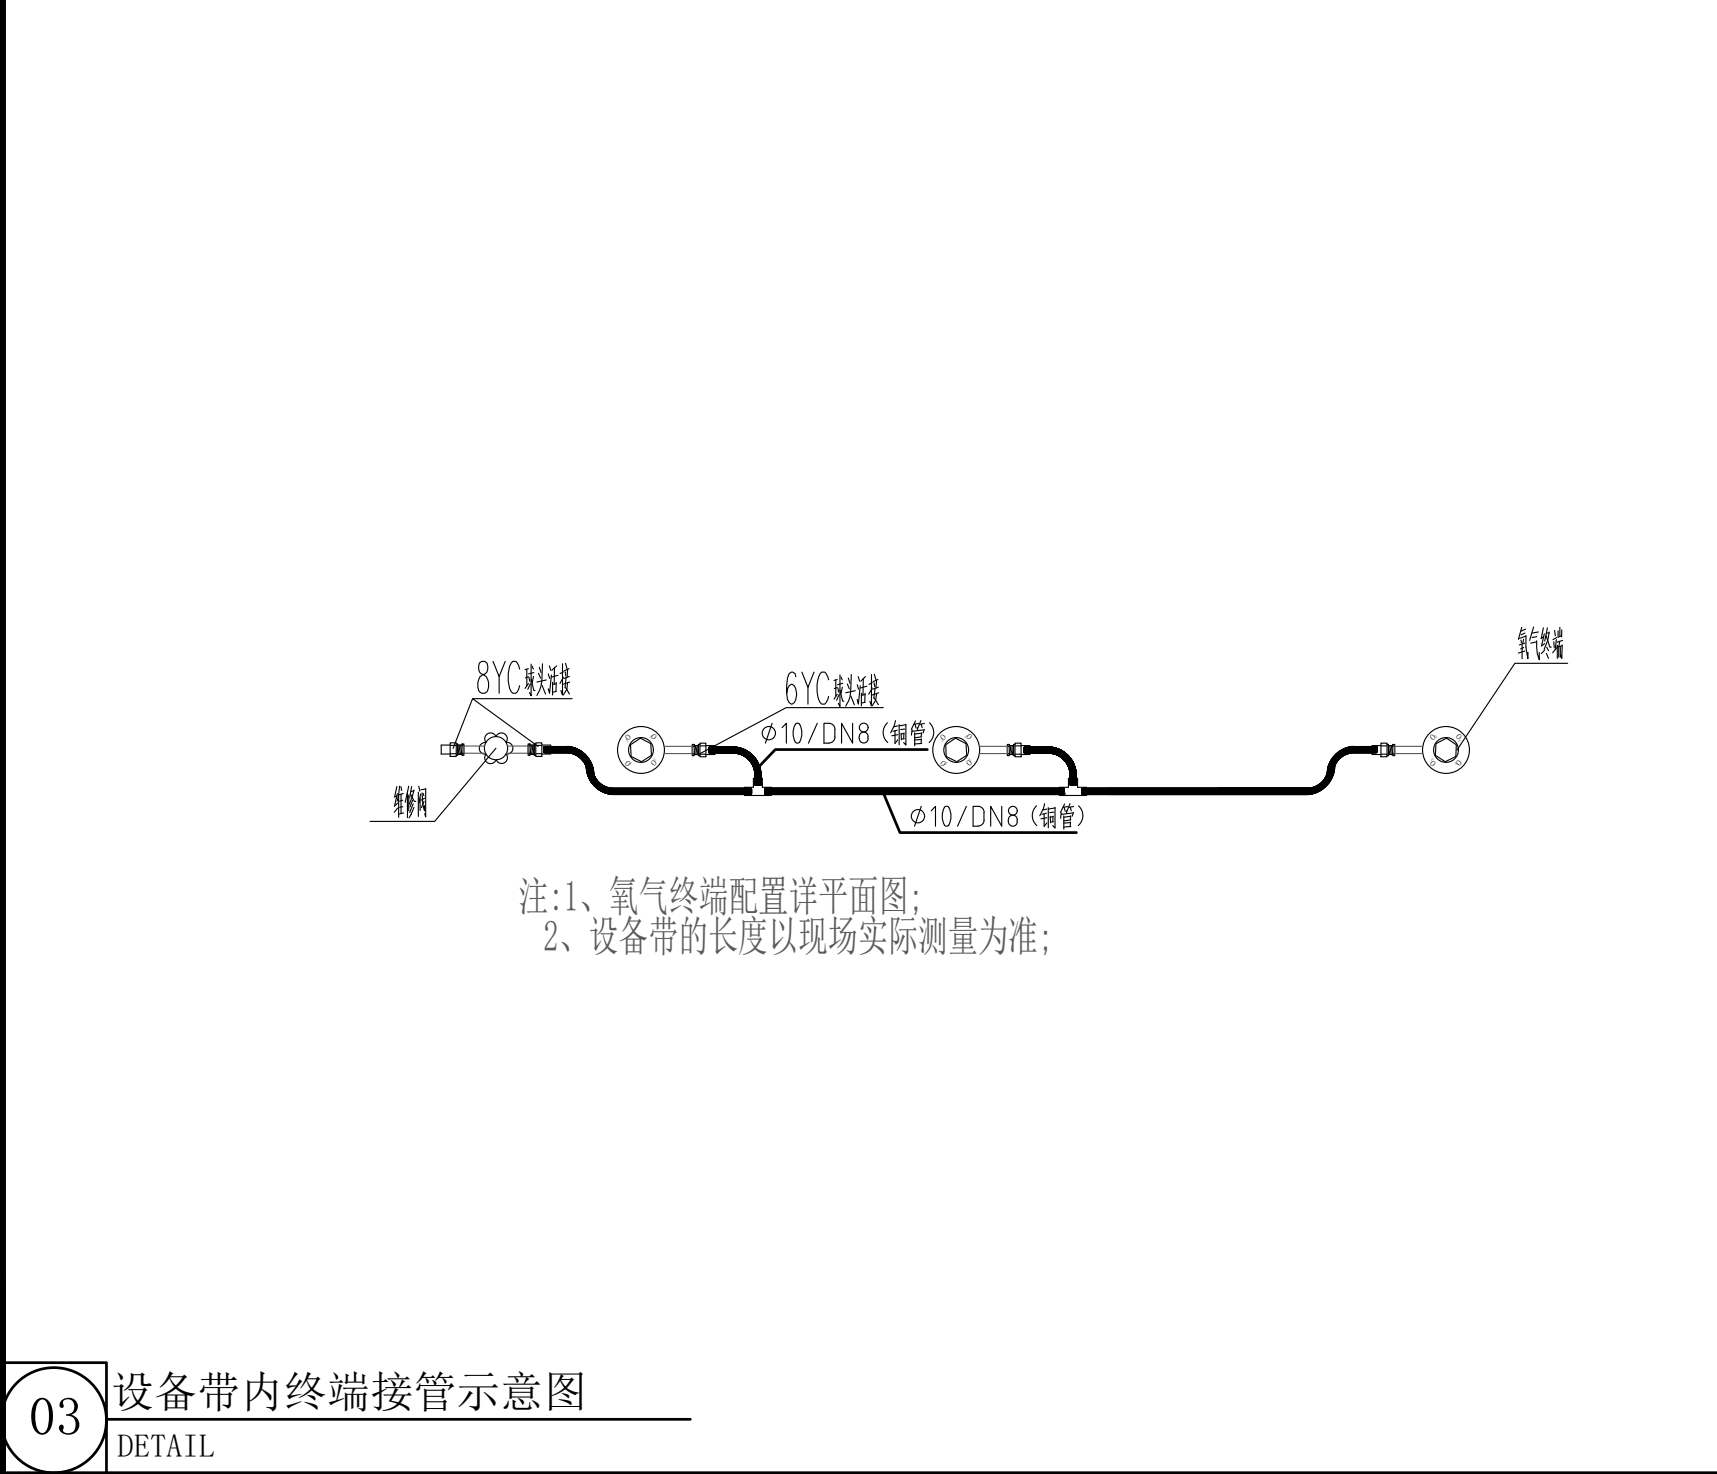 氧气终端
8YC球头活接
6YC球头活接
φ10/DN8(铜管)
维修阀
φ10/DN8(铜管)
注:1、氧气终端配置详平面图;
2、设备带的长度以现场实际测量为准;
03
设备带内终端接管示意图
DETAIL